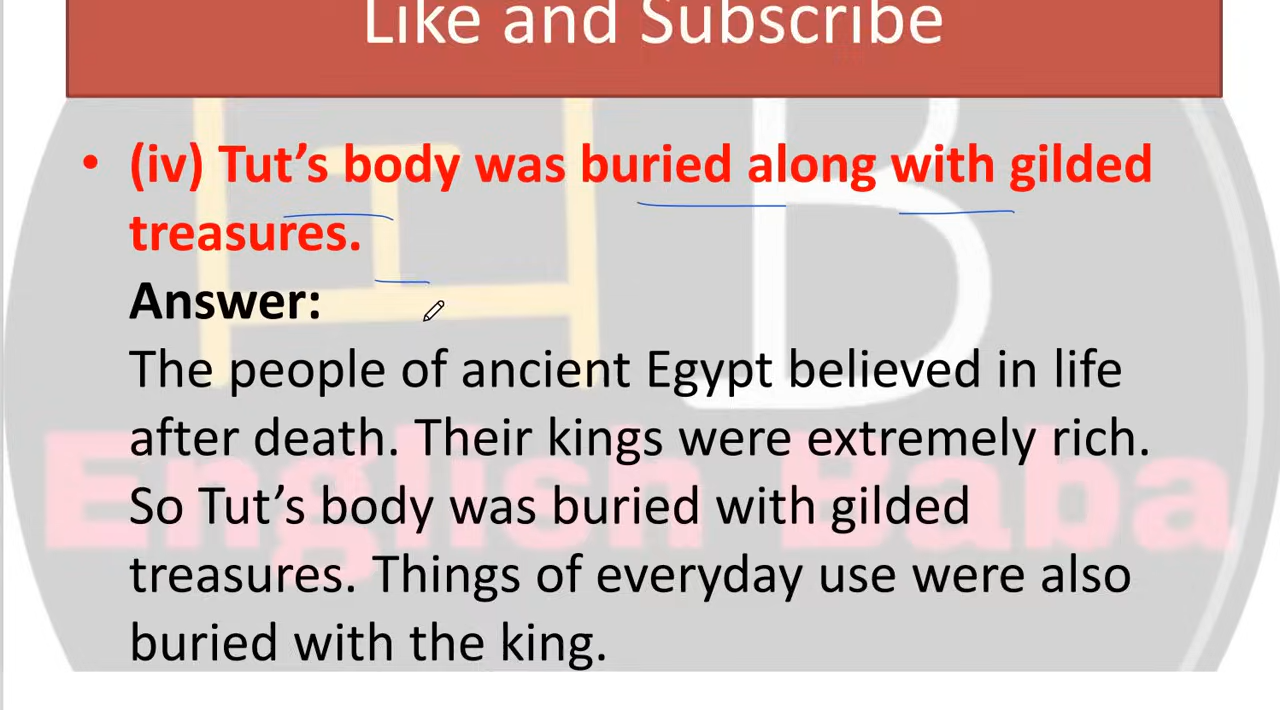 Like and Subscribe
• (iv) Tut’s body was buried along with gilded
treasures.
Answer:
The people of ancient Egypt believed in life
after death. Their kings were extremely rich.
So Tut’s body was buried with gilded
treasures. Things of everyday use were also
buried with the king.
E B
English Baba